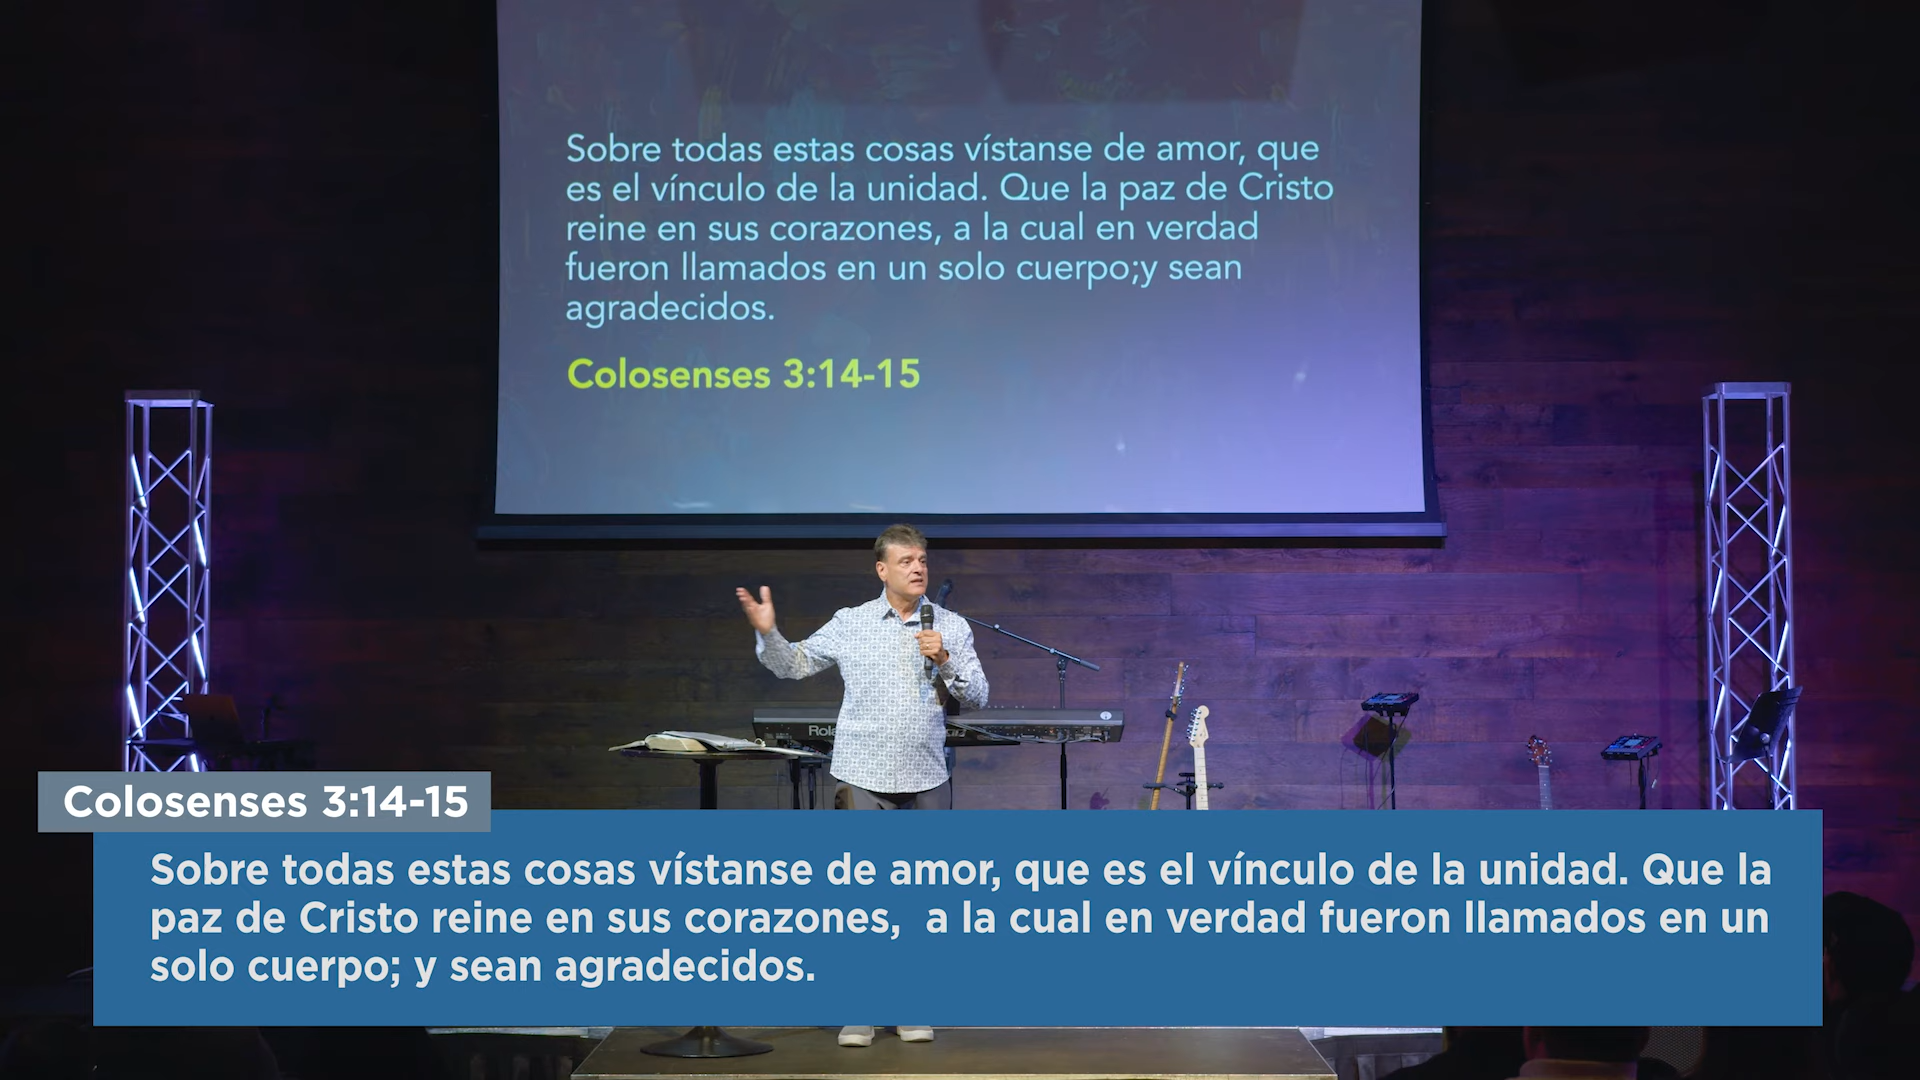 Sobre todas estas cosas vístanse de amor, que
es el vínculo de la unidad. Que la paz de Cristo
reine en sus corazones, a la cual en verdad
fueron llamados en un solo cuerpo;y sean
agradecidos.
Colosenses 3:14-15
Colosenses 3:14-15
Sobre todas estas cosas vístanse de amor, que es el vínculo de la unidad. Que la
paz de Cristo reine en sus corazones,  a la cual en verdad fueron llamados en un
solo cuerpo; y sean agradecidos.